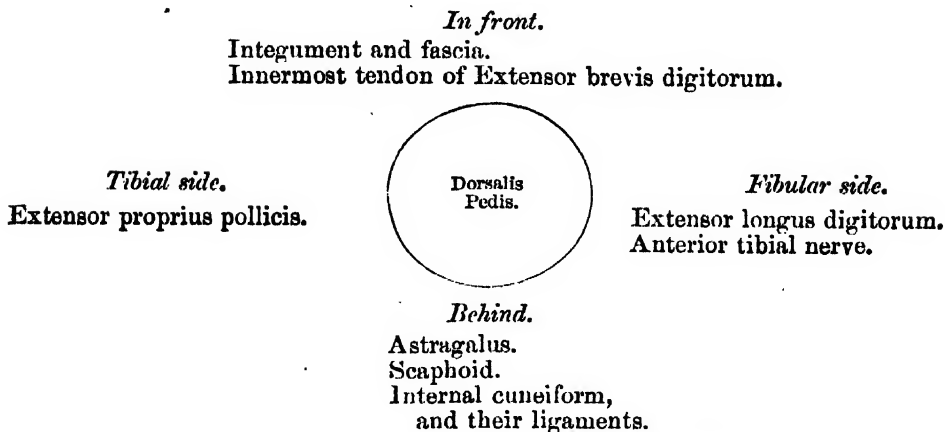 In front.
Integument and fascia.
Innermost tendon of Extensor brevis digitorum.
Tibial side.
Extensor proprius pollicis.
Dorsalis
Pedis.
Fibular side.
Extensor longus digitorum.
Anterior tibial nerve.
Behind.
Astragalus.
Scaphoid.
Internal cuneiform,
and their ligaments.